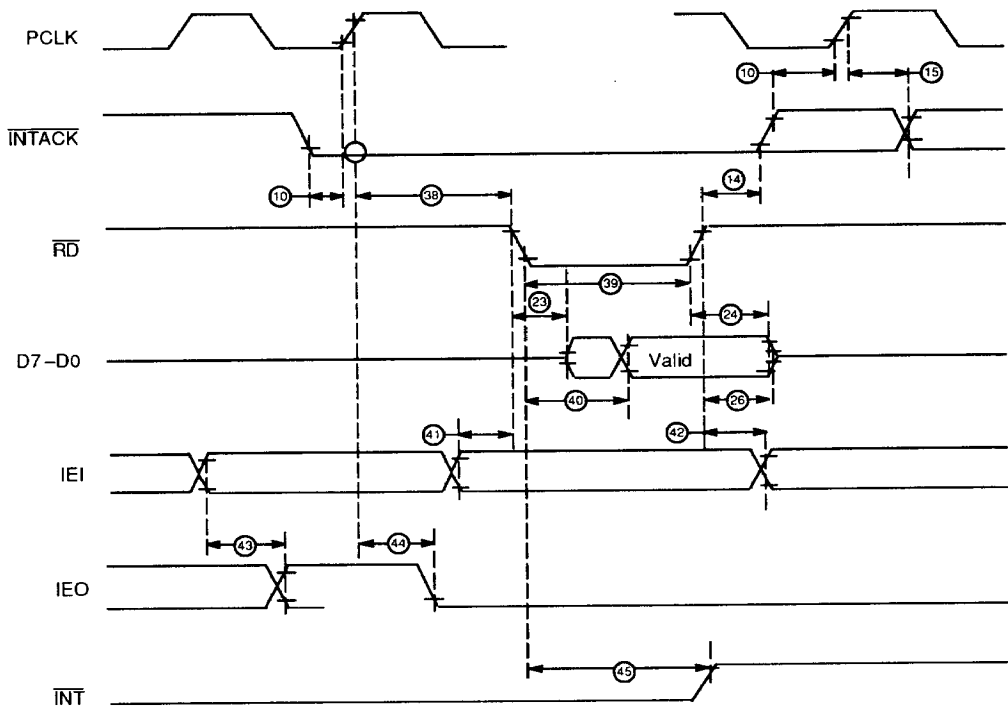 PCLK
10
15
INTACK
10
38
14
RD
39
23
24
D7-D0
Valid
40
26
41
42
IEI
43
44
IEO
45
INT